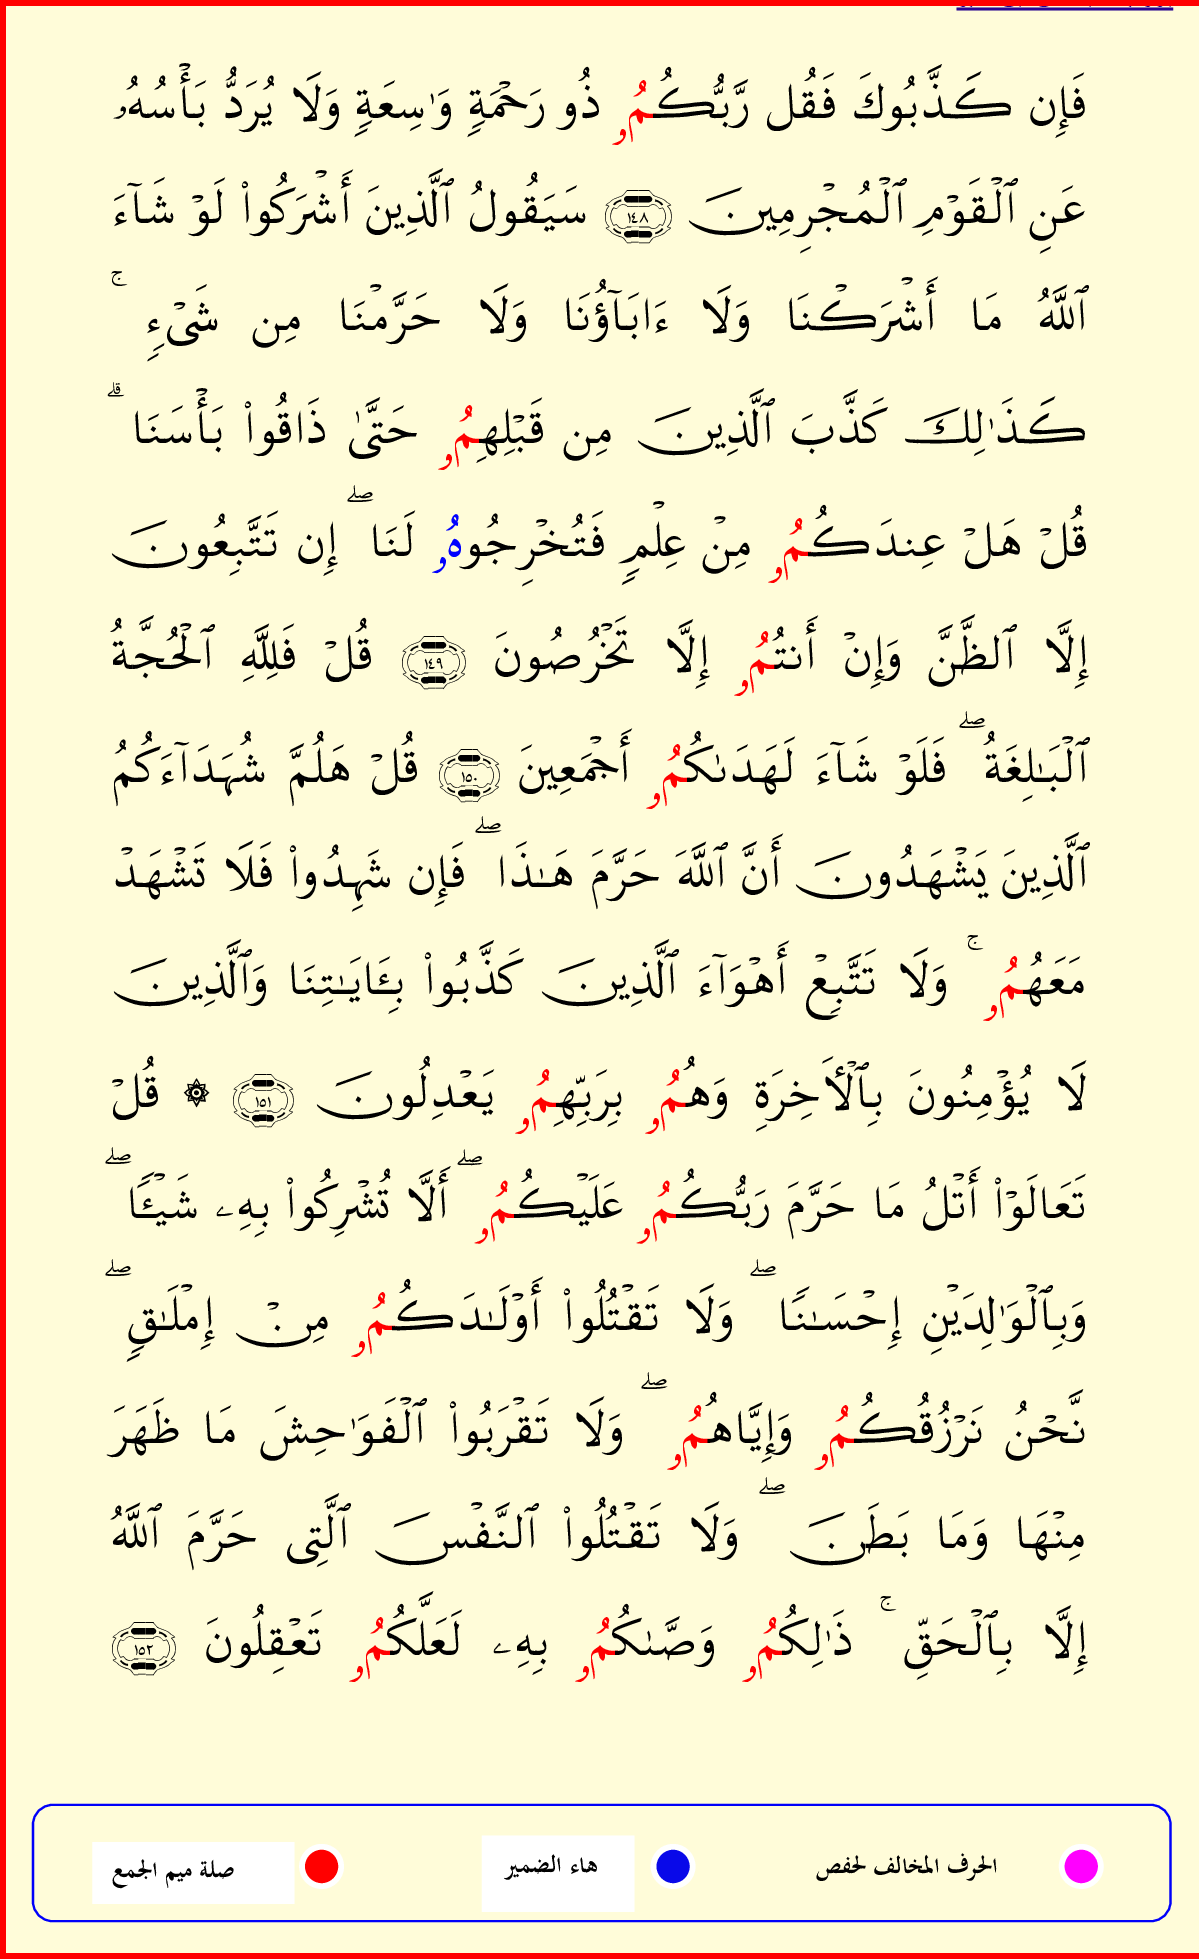 فَإِن كَذَّبُوكَ فَقُل رَّبُّكُمُۥ ذُو رَحْمَةٍ وَٰسِعَةٍ وَلَا يُرَدُّ بَأْسُهُۥ
عَنِ ٱلْقَوْمِ ٱلْمُجْرِمِينَ ١٤٨ سَيَقُولُ ٱلَّذِينَ أَشْرَكُوا۟ لَوْ شَآءَ
ٱللَّهُ مَا أَشْرَكْنَا وَلَا ءَابَآؤُنَا وَلَا حَرَّمْنَا مِن شَىْءٍ ۚ
كَذَٰلِكَ كَذَّبَ ٱلَّذِينَ مِن قَبْلِهِمُۥ حَتَّىٰ ذَاقُوا۟ بَأْسَنَا ۗ
قُلْ هَلْ عِندَكُمُۥ مِنْ عِلْمٍ فَتُخْرِجُوهُۥ لَنَا ۖ إِن تَتَّبِعُونَ
إِلَّا ٱلظَّنَّ وَإِنْ أَنتُمُۥ إِلَّا تَخْرُصُونَ ١٤٩ قُلْ فَلِلَّهِ ٱلْحُجَّةُ
ٱلْبَـٰلِغَةُ ۖ فَلَوْ شَآءَ لَهَدَىٰكُمُۥ أَجْمَعِينَ ١٥٠ قُلْ هَلُمَّ شُهَدَآءَكُمُ
ٱلَّذِينَ يَشْهَدُونَ أَنَّ ٱللَّهَ حَرَّمَ هَـٰذَا ۖ فَإِن شَهِدُوا۟ فَلَا تَشْهَدْ
مَعَهُمُۥ ۚ وَلَا تَتَّبِعْ أَهْوَآءَ ٱلَّذِينَ كَذَّبُوا۟ بِـَٔايَـٰتِنَا وَٱلَّذِينَ
لَا يُؤْمِنُونَ بِٱلْـَٔاخِرَةِ وَهُمُۥ بِرَبِّهِمُۥ يَعْدِلُونَ ١٥١ ۞ قُلْ
تَعَالَوْا۟ أَتْلُ مَا حَرَّمَ رَبُّكُمُۥ عَلَيْكُمُۥ ۖ أَلَّا تُشْرِكُوا۟ بِهِۦ شَيْـًٔا ۖ
وَبِٱلْوَٰلِدَيْنِ إِحْسَـٰنًا ۖ وَلَا تَقْتُلُوا۟ أَوْلَـٰدَكُمُۥ مِنْ إِمْلَـٰقٍ ۖ
نَّحْنُ نَرْزُقُكُمُۥ وَإِيَّاهُمُۥ ۖ وَلَا تَقْرَبُوا۟ ٱلْفَوَٰحِشَ مَا ظَهَرَ
مِنْهَا وَمَا بَطَنَ ۖ وَلَا تَقْتُلُوا۟ ٱلنَّفْسَ ٱلَّتِى حَرَّمَ ٱللَّهُ
إِلَّا بِٱلْحَقِّ ۚ ذَٰلِكُمُۥ وَصَّىٰكُمُۥ بِهِۦ لَعَلَّكُمُۥ تَعْقِلُونَ ١٥٢
الحرف المخالف لحفص هاء الضمير صلة ميم الجمع